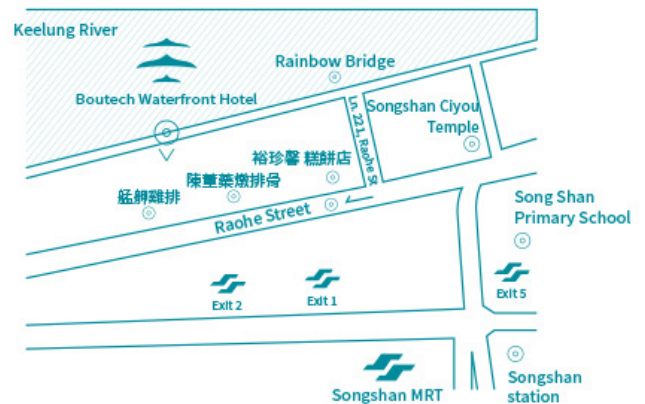 Keelung River
Boutech Waterfront Hotel
Rainbow Bridge
Ln. 221, Raohe St
Songshan Ciyou
Temple
裕珍馨 糕餅店
陳董藥燉排骨
艋舺雞排
Raohe Street
Song Shan
Primary School
Exit 2
Exit 1
Exit 5
Songshan MRT
Songshan
station